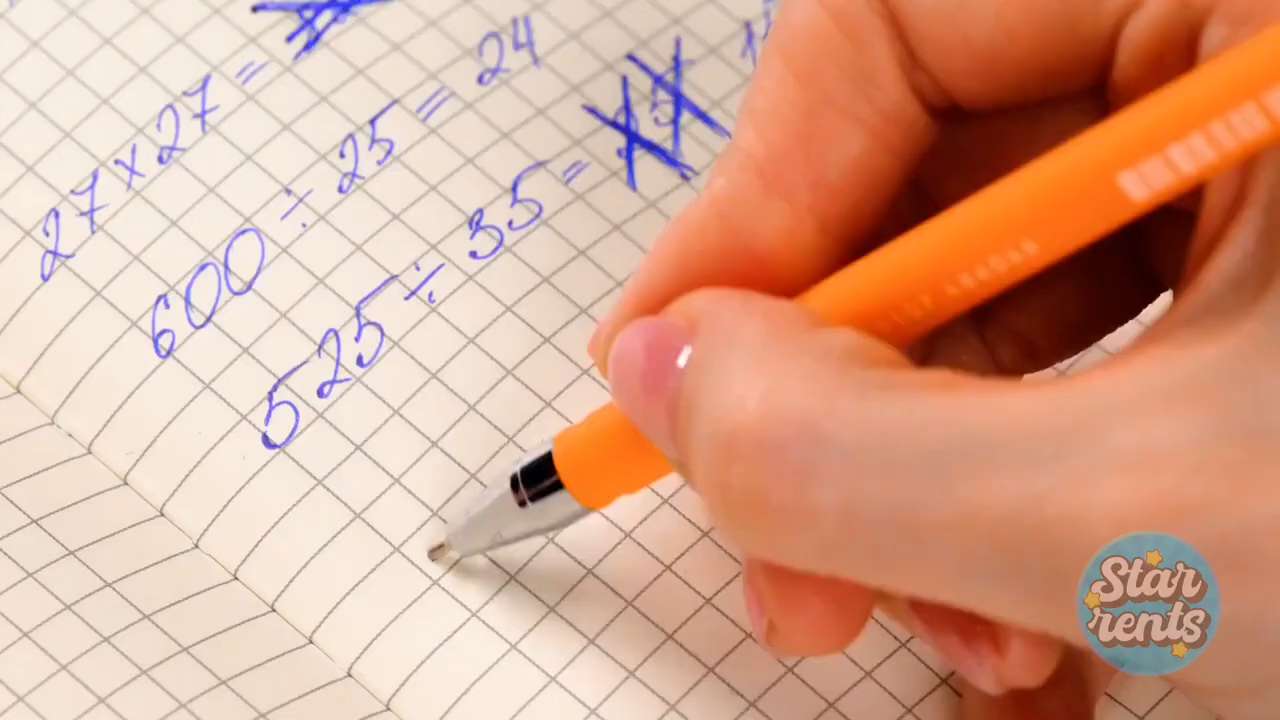 27 × 27 =
600 ÷ 25 = 24
525 ÷ 35 =
Star
rents